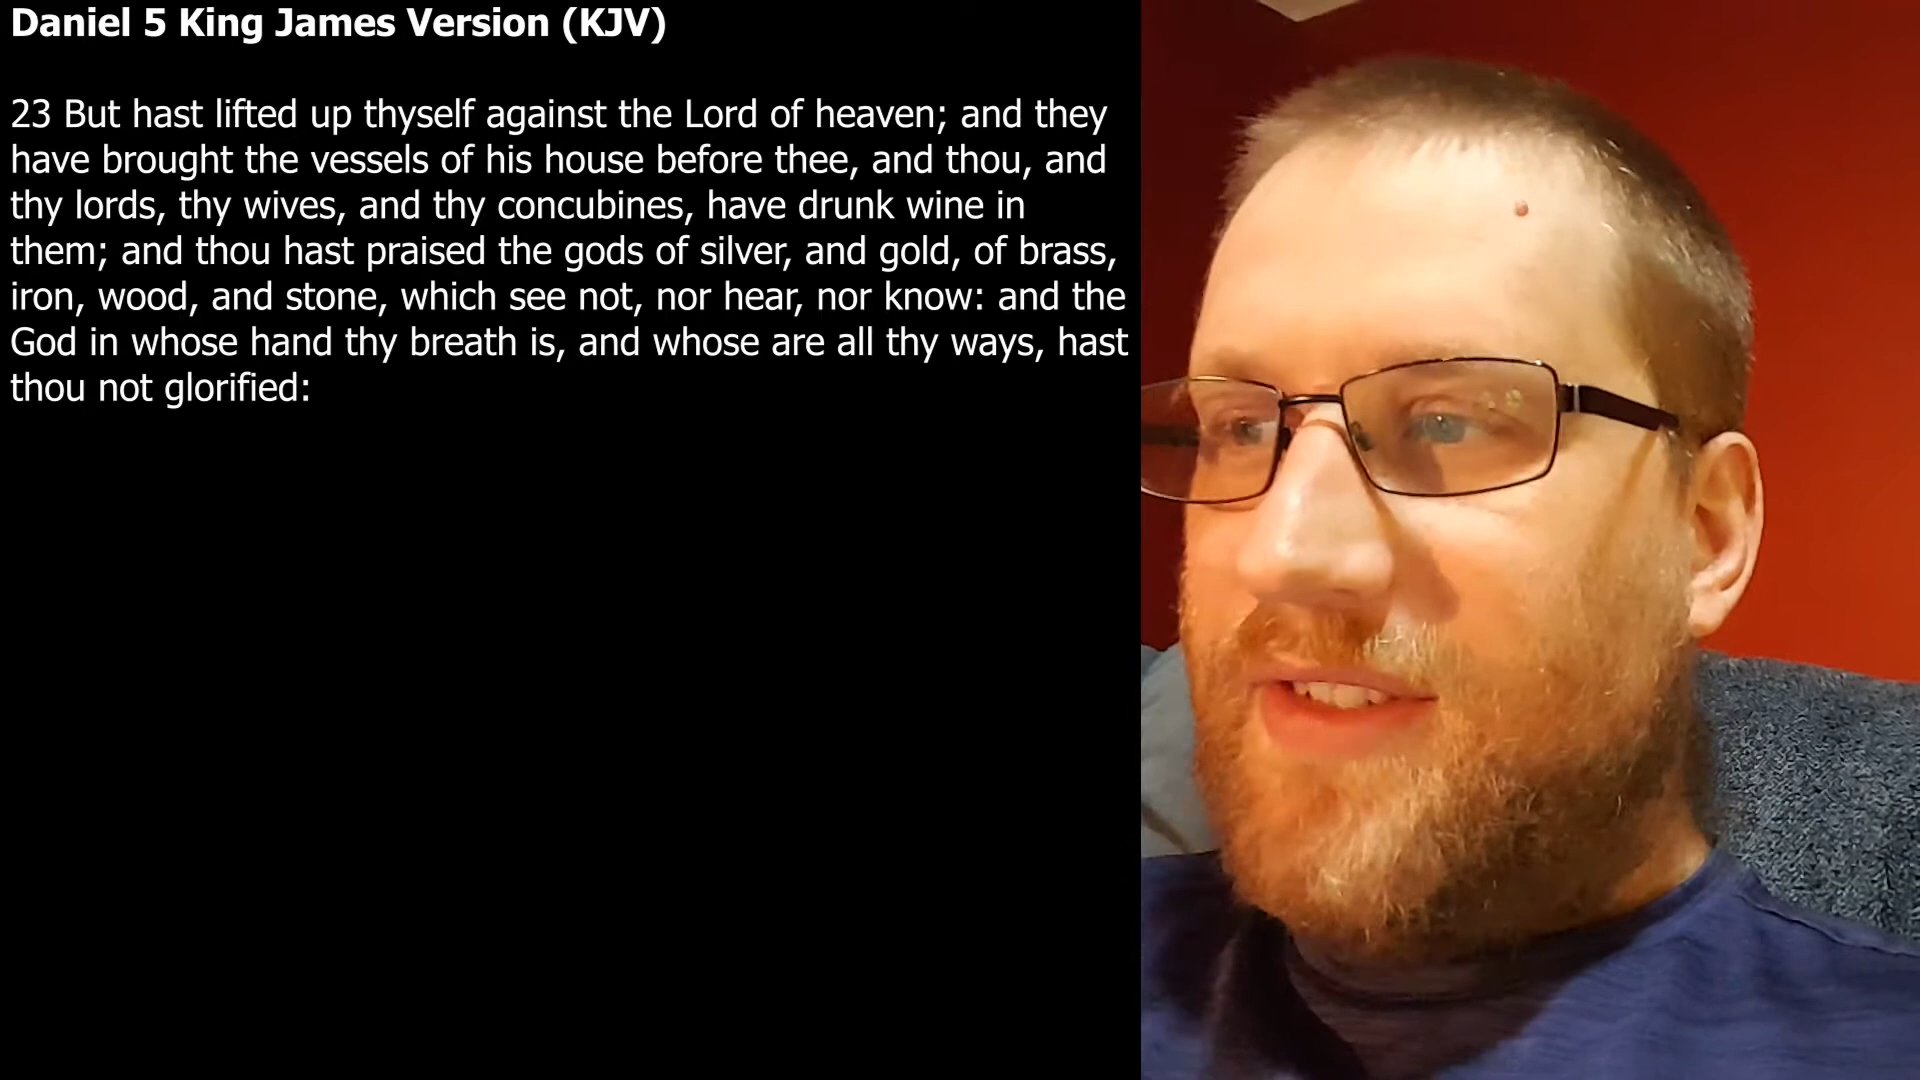 Daniel 5 King James Version (KJV)
23 But hast lifted up thyself against the Lord of heaven; and they
have brought the vessels of his house before thee, and thou, and
thy lords, thy wives, and thy concubines, have drunk wine in
them; and thou hast praised the gods of silver, and gold, of brass,
iron, wood, and stone, which see not, nor hear, nor know: and the
God in whose hand thy breath is, and whose are all thy ways, hast
thou not glorified: